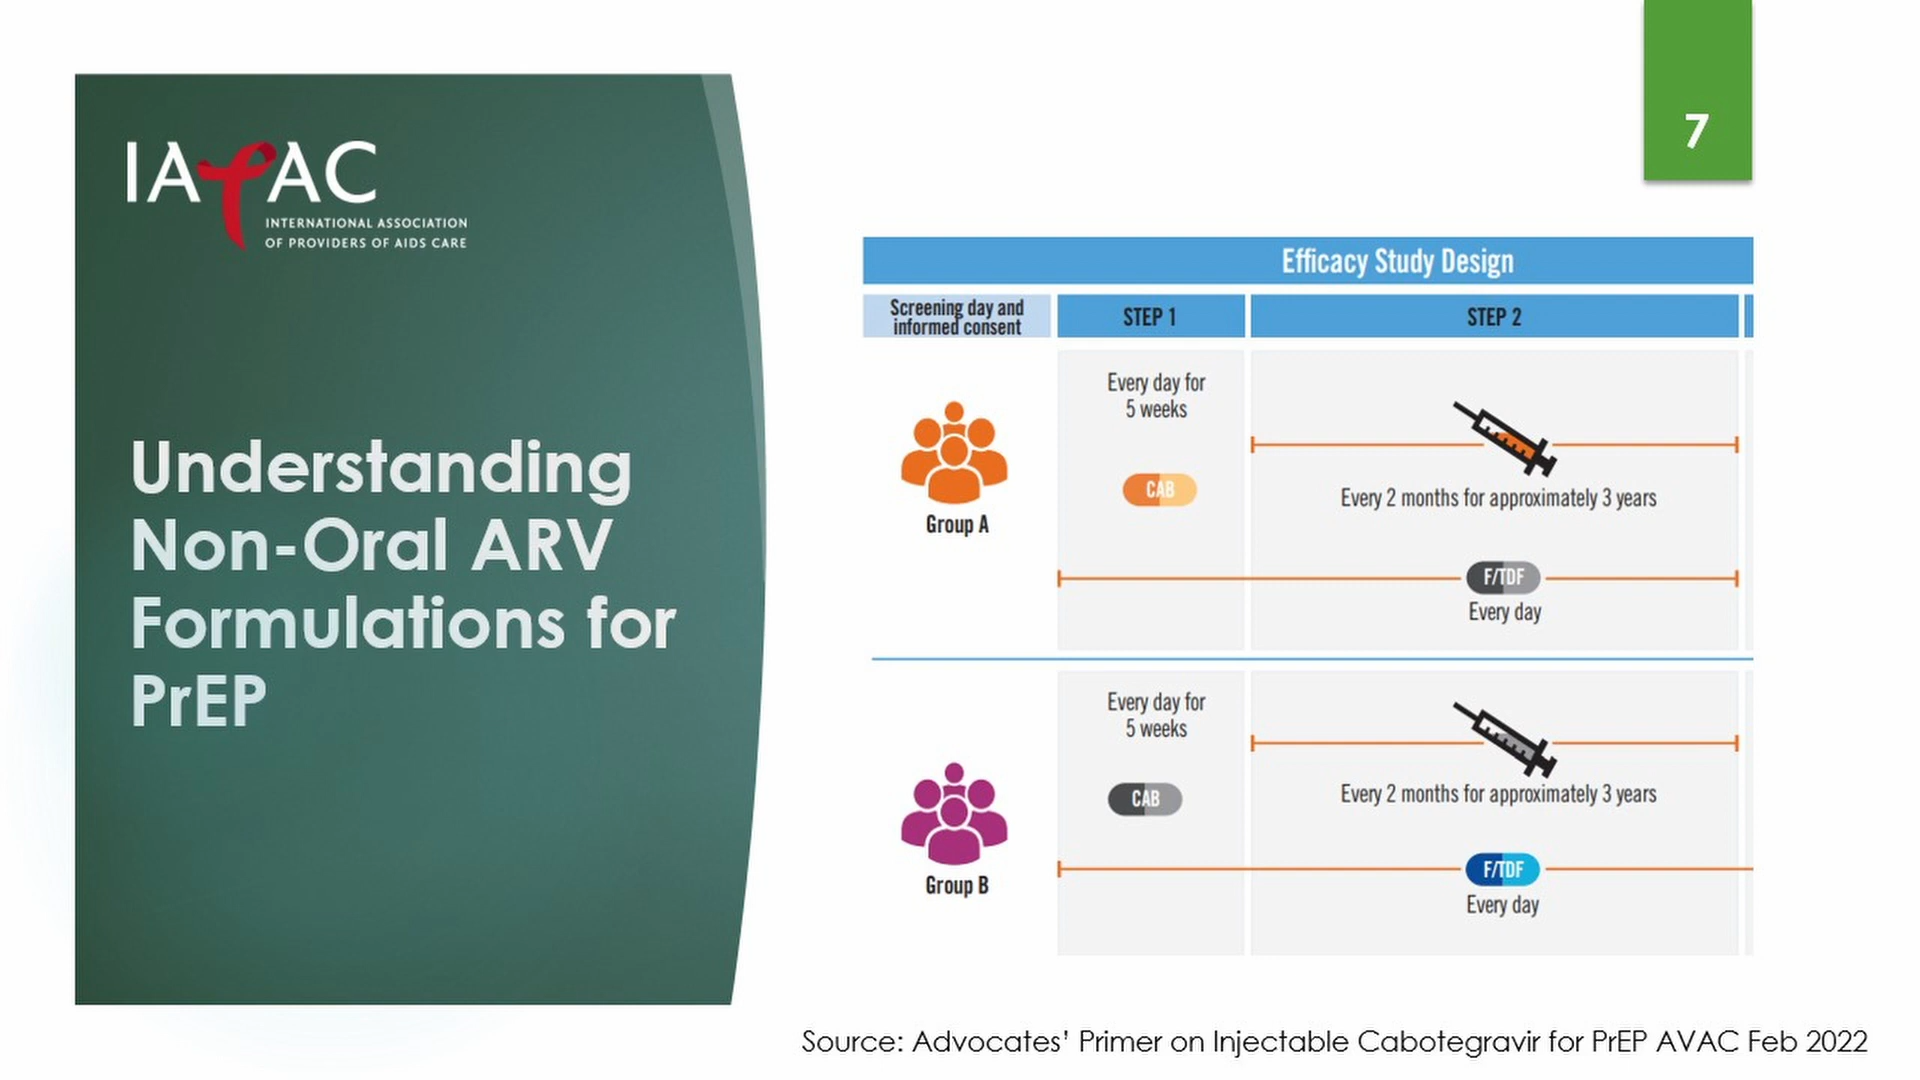 IAPAC
INTERNATIONAL ASSOCIATION
OF PROVIDERS OF AIDS CARE
Understanding
Non-Oral ARV
Formulations for
PrEP
7
Efficacy Study Design
Screening day and
informed consent
STEP 1
STEP 2
Group A
Every day for
5 weeks
CAB
Every 2 months for approximately 3 years
F/TDF
Every day
Group B
Every day for
5 weeks
CAB
Every 2 months for approximately 3 years
F/TDF
Every day
Source: Advocates' Primer on Injectable Cabotegravir for PrEP AVAC Feb 2022